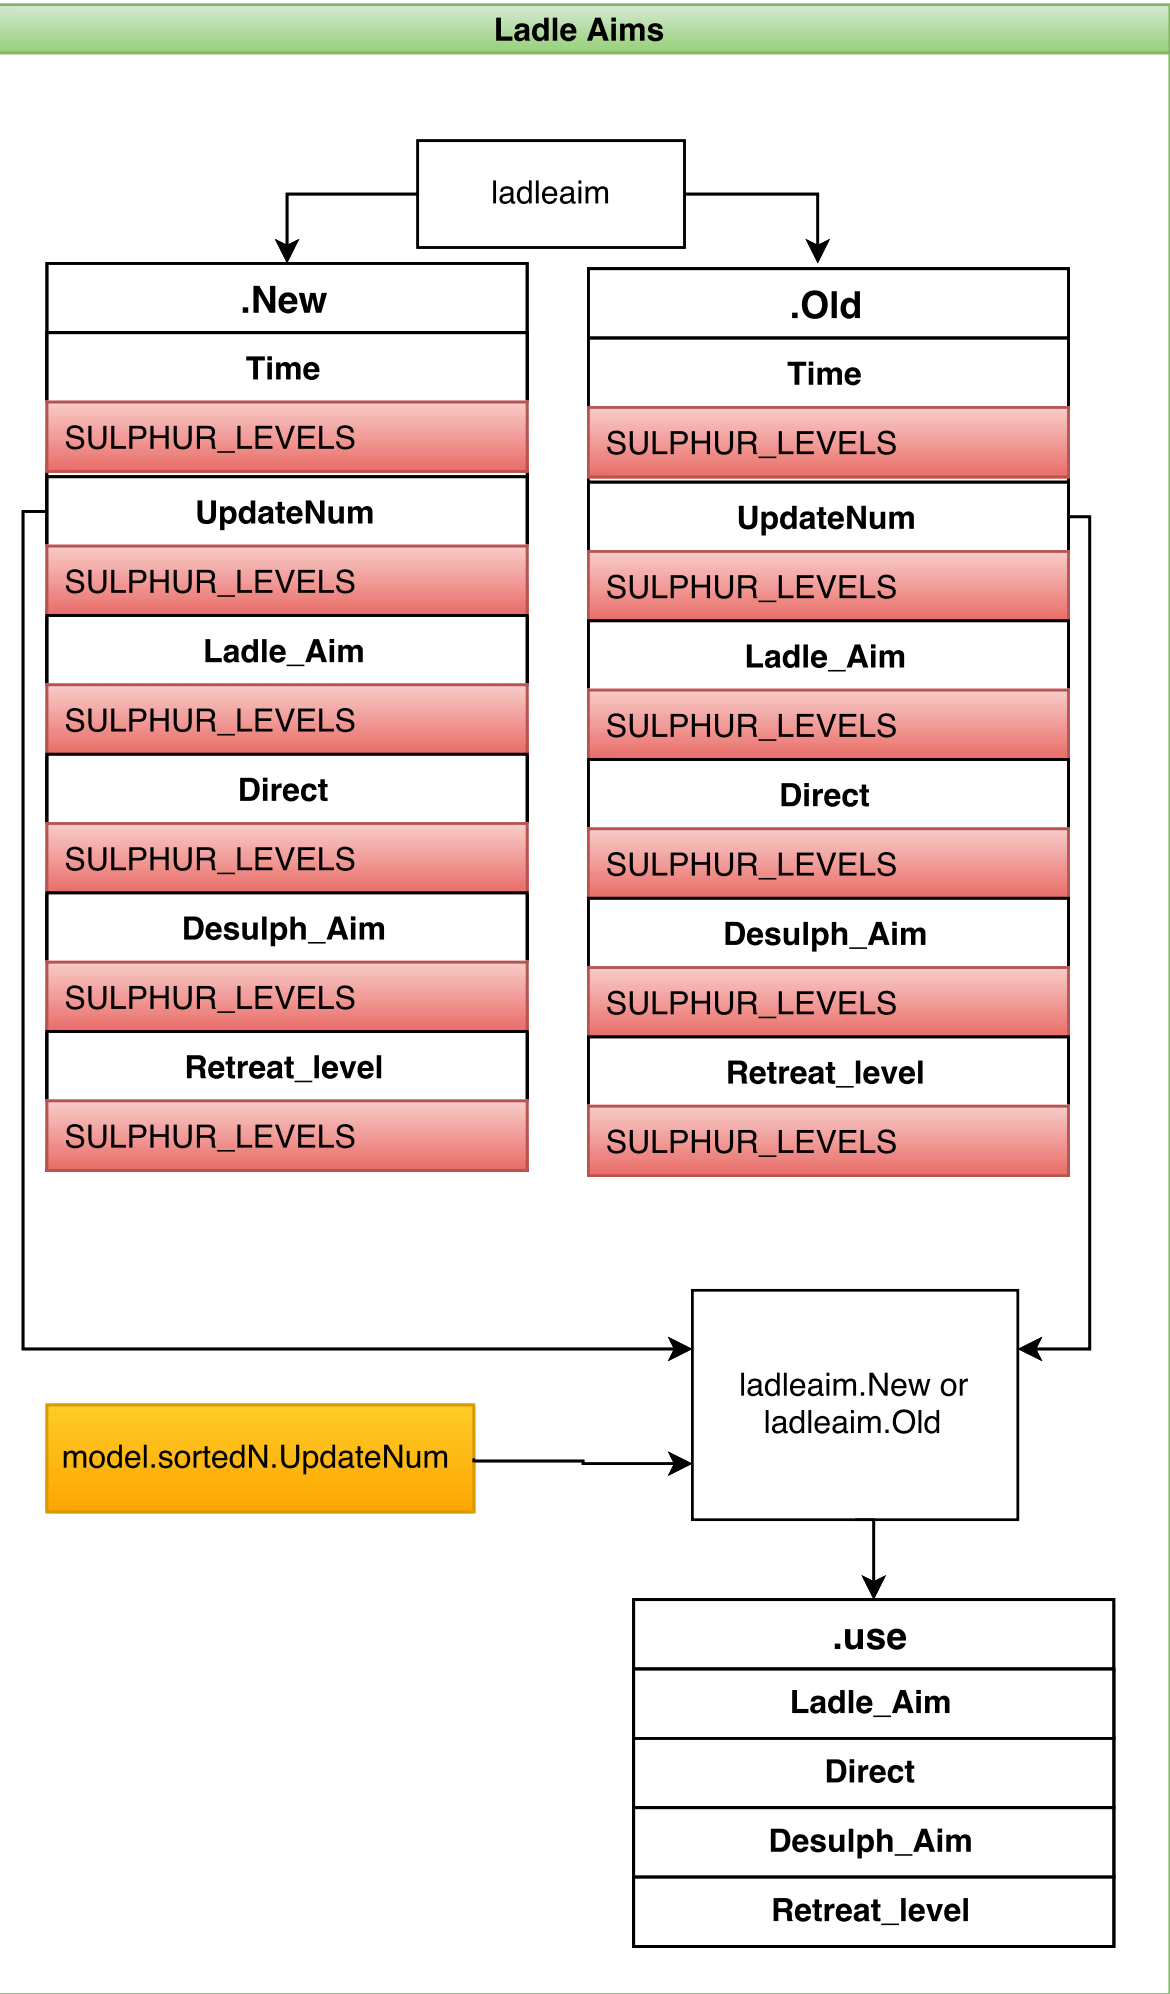 Ladle Aims
ladleaim
.New
Time
SULPHUR_LEVELS
UpdateNum
SULPHUR_LEVELS
Ladle_Aim
SULPHUR_LEVELS
Direct
SULPHUR_LEVELS
Desulph_Aim
SULPHUR_LEVELS
Retreat_level
SULPHUR_LEVELS
.Old
Time
SULPHUR_LEVELS
UpdateNum
SULPHUR_LEVELS
Ladle_Aim
SULPHUR_LEVELS
Direct
SULPHUR_LEVELS
Desulph_Aim
SULPHUR_LEVELS
Retreat_level
SULPHUR_LEVELS
ladleaim.New or
ladleaim.Old
model.sortedN.UpdateNum
.use
Ladle_Aim
Direct
Desulph_Aim
Retreat_level